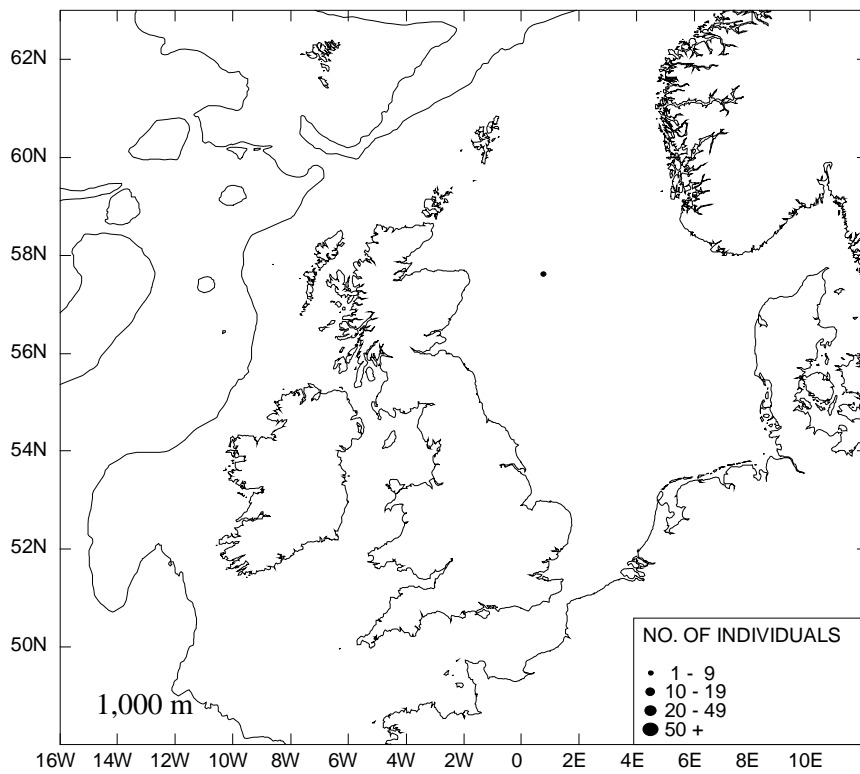 62N
60N
58N
56N
54N
52N
50N
1,000 m
NO. OF INDIVIDUALS
1 - 9
10 - 19
20 - 49
50 +
16W 14W 12W 10W 8W 6W 4W 2W 0 2E 4E 6E 8E 10E